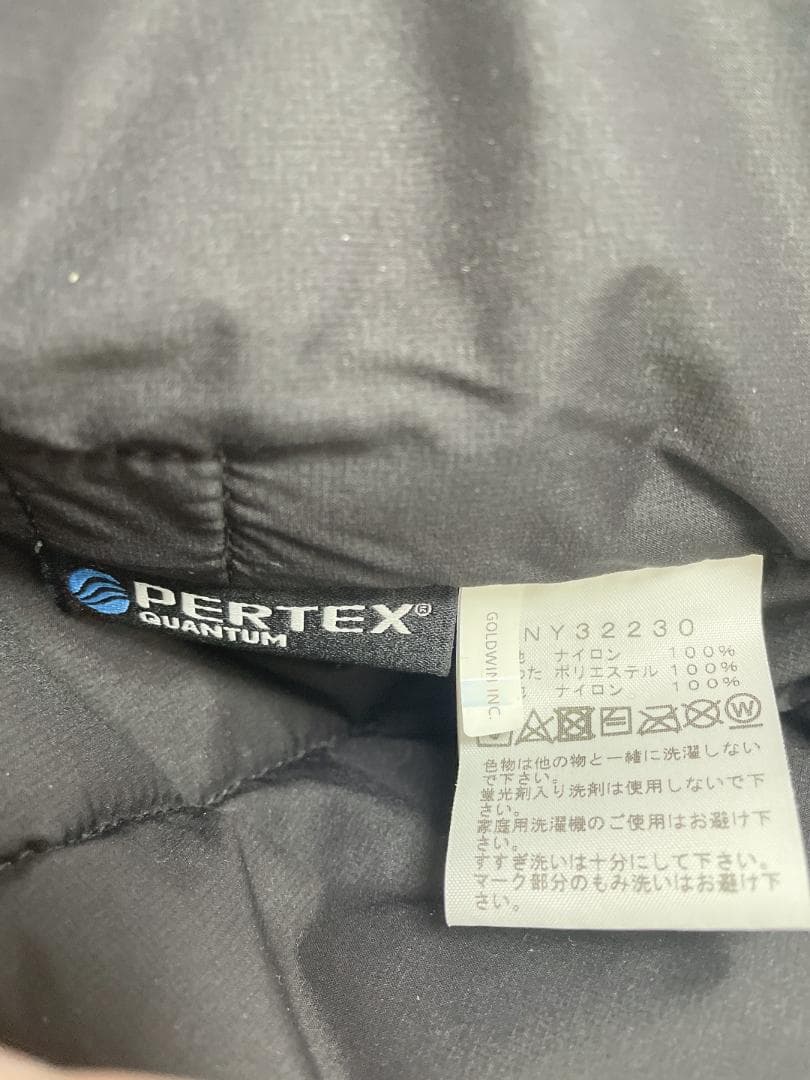 PERTEX®
QUANTUM
GOLDWIN INC.
NY32230
地 ナイロン 100%
わた ポリエステル 100%
地 ナイロン 100%
W
色物は他の物と一緒に洗濯しない
で下さい。
蛍光剤入り洗剤は使用しないで下
さい。
家庭用洗濯機のご使用はお避け下
さい。
すすぎ洗いは十分にして下さい。
マーク部分のもみ洗いはお避け下
さい。